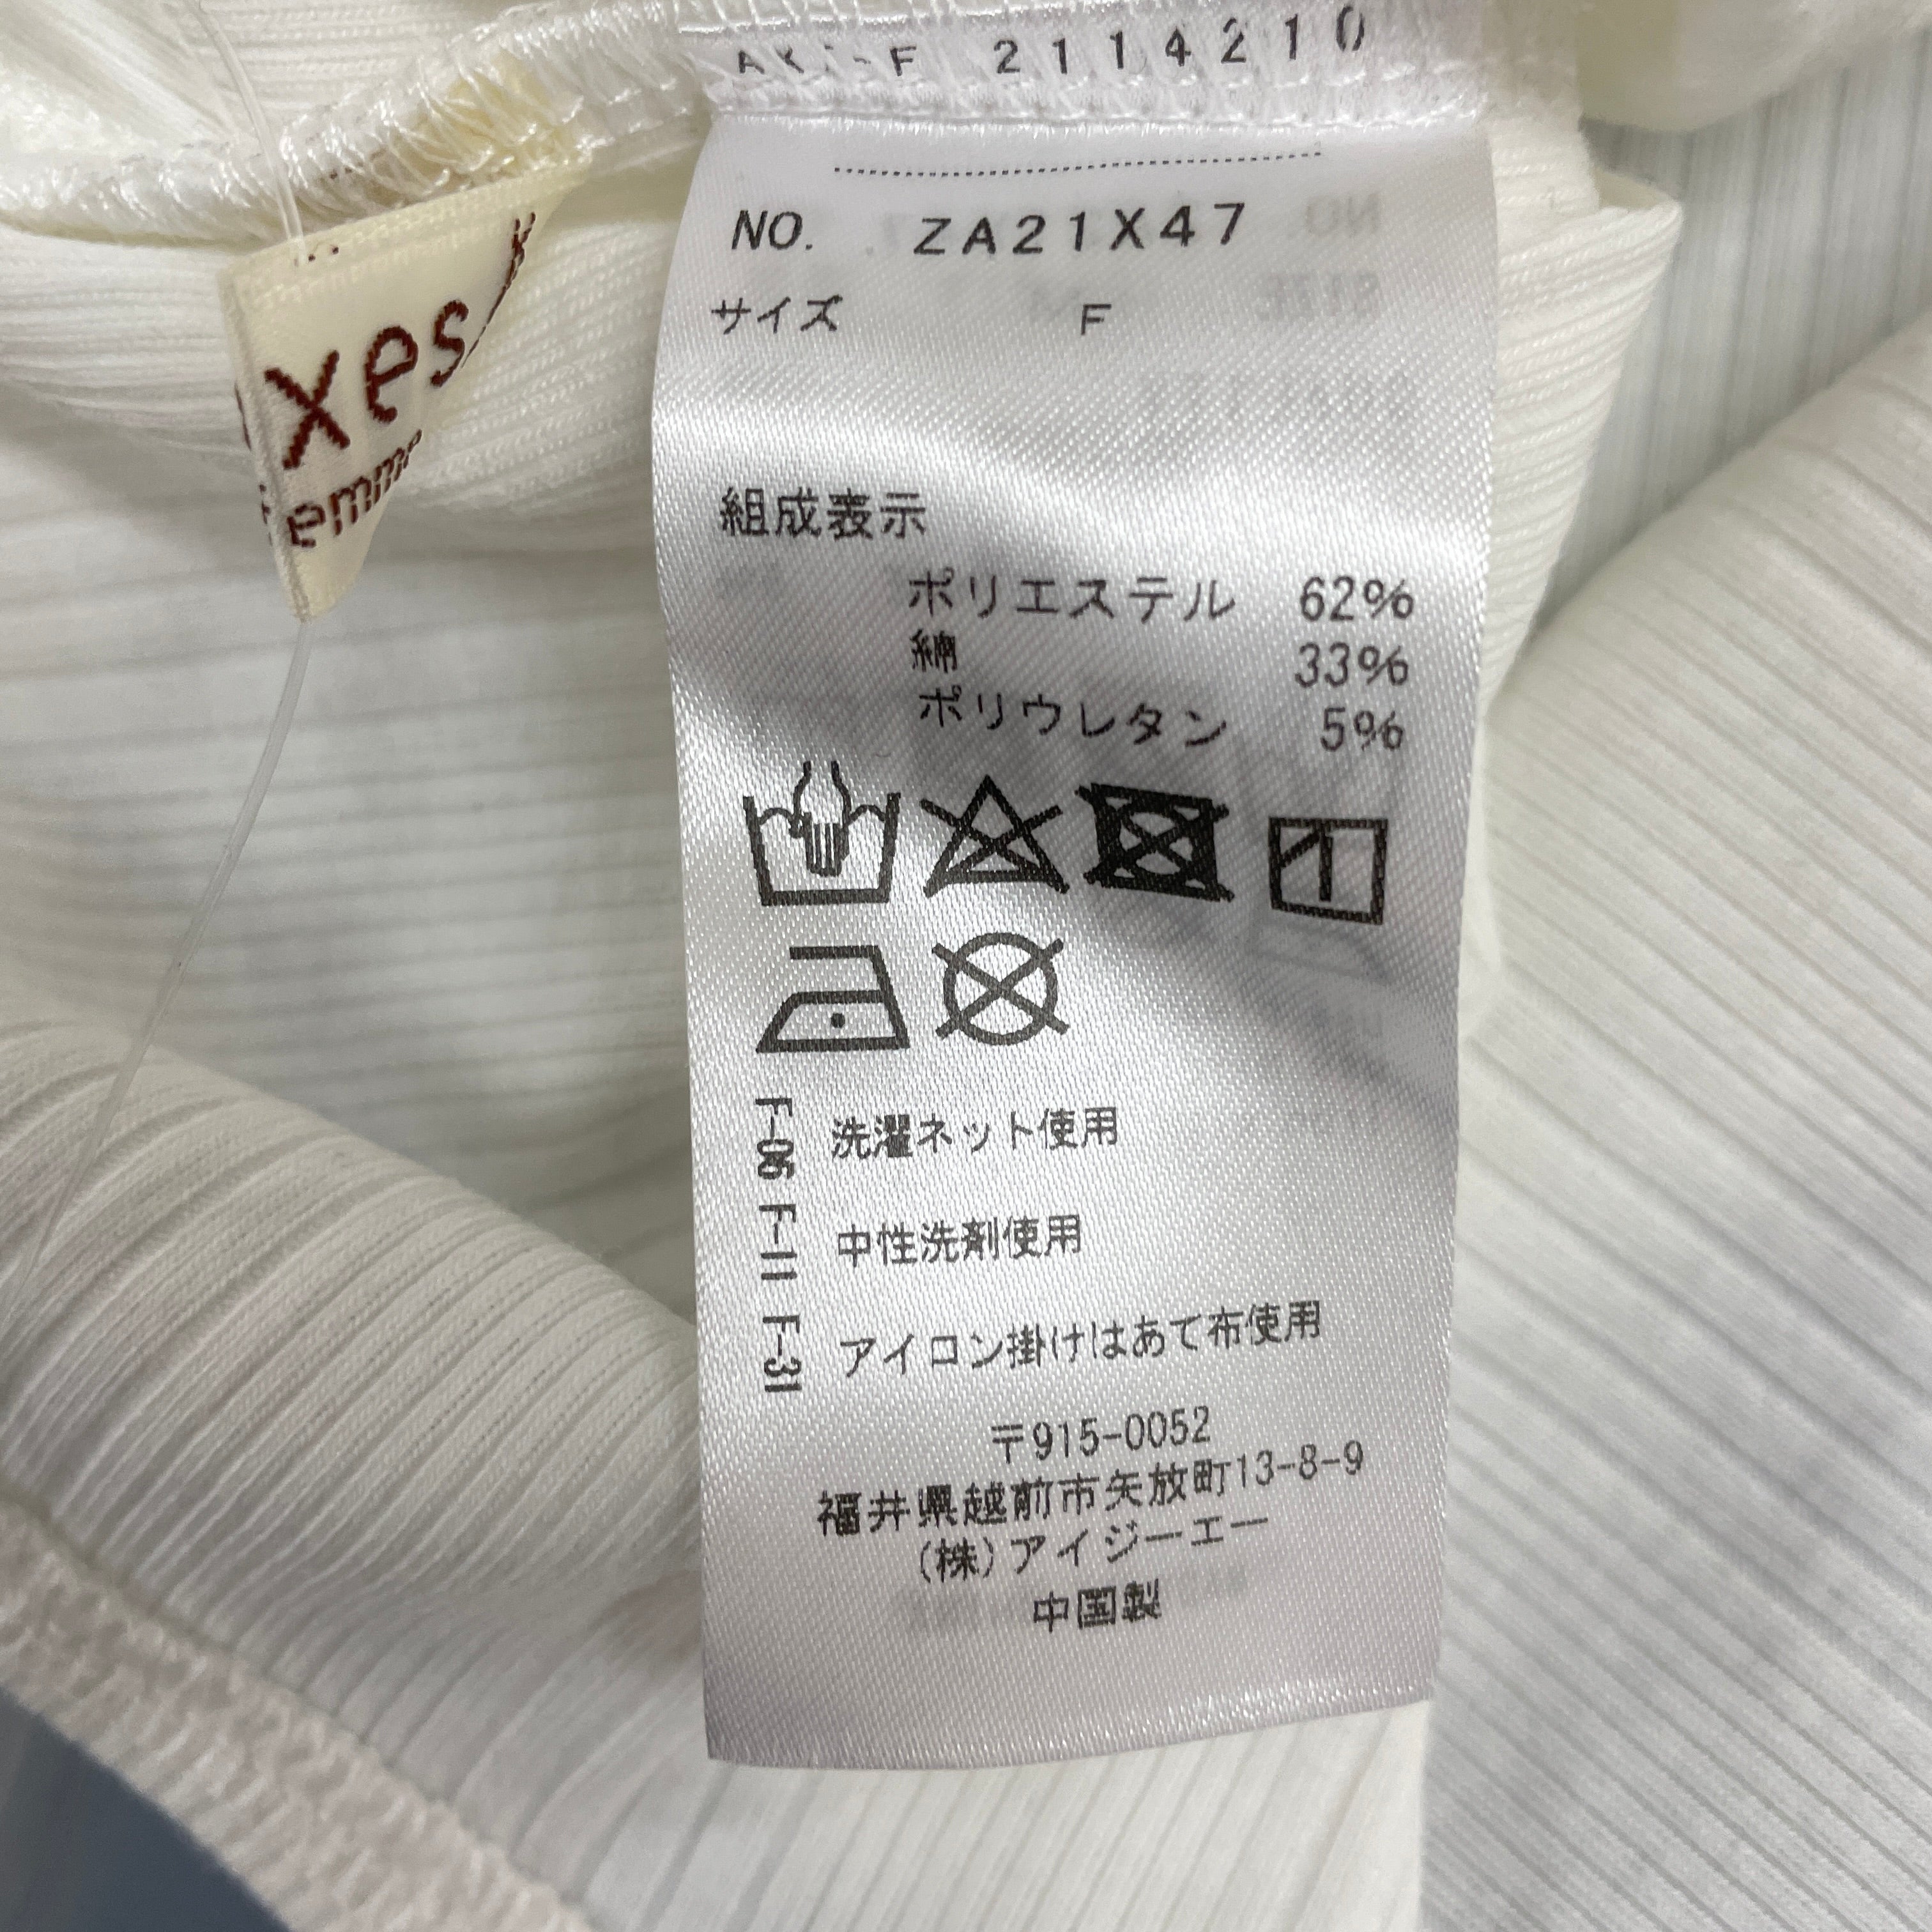 2114210
NO. ZA21X47
サイズ F
組成表示
ポリエステル 62%
綿 33%
ポリウレタン 5%
F-06 洗濯ネット使用
F-11 中性洗剤使用
F-31 アイロン掛けはあて布使用
〒915-0052
福井県越前市矢放町13-8-9
(株)アイジーエー
中国製
xes
emme